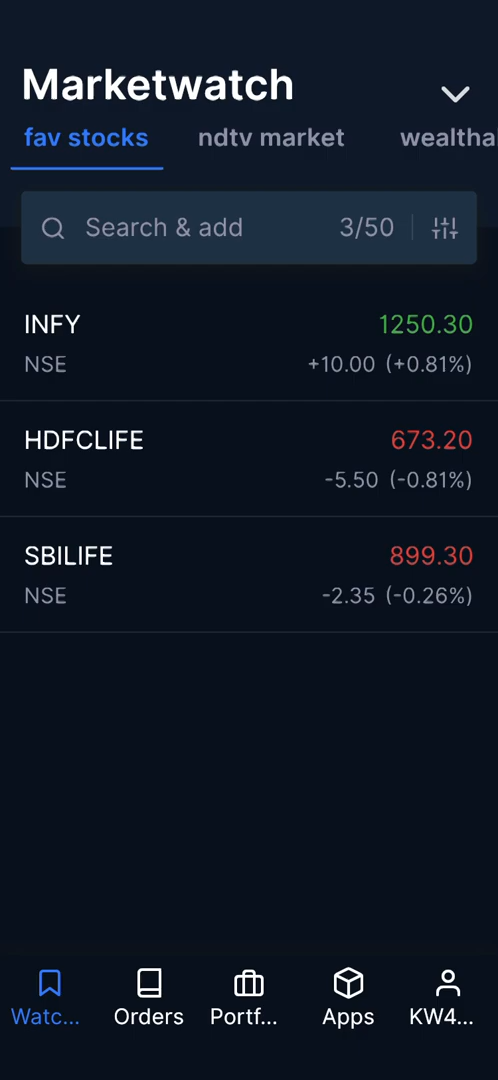 Marketwatch
fav stocks ndtv market wealtha
Search & add 3/50
INFY 1250.30
NSE +10.00 (+0.81%)
HDFCLIFE 673.20
NSE -5.50 (-0.81%)
SBILIFE 899.30
NSE -2.35 (-0.26%)
Watc... Orders Portf... Apps KW4...